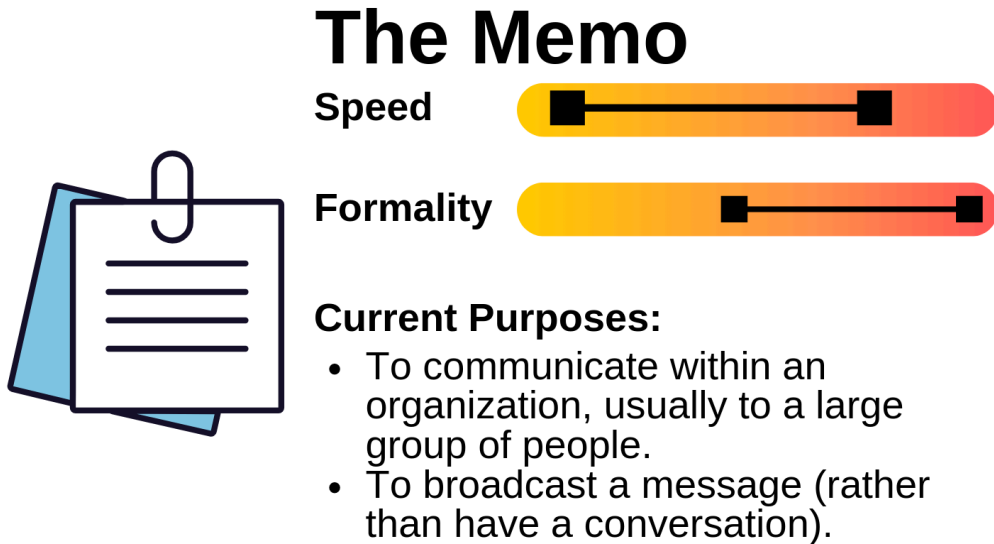 The Memo
Speed
Formality
Current Purposes:
• To communicate within an
organization, usually to a large
group of people.
• To broadcast a message (rather
than have a conversation).